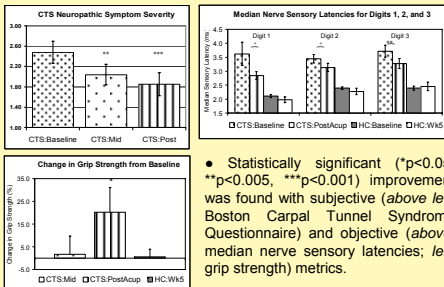 CTS Neuropathic Symptom Severity
3.00
2.60
2.20
1.80
1.40
1.00
**
***
CTS:Baseline CTS:Mid CTS:Post
Median Nerve Sensory Latencies for Digits 1, 2, and 3
Median Sensory Latency (ms)
4.5
4.0
3.5
3.0
2.5
2.0
1.5
Digit 1
Digit 2
Digit 3
*
*
CTS:Baseline CTS:PostAcup HC:Baseline HC:Wk5
Change in Grip Strength from Baseline
Change in Grip Strength (%)
35.0
25.0
15.0
5.0
-5.0
*
CTS:Mid CTS:PostAcup HC:Wk5
● Statistically significant (*p<0.05
**p<0.005, ***p<0.001) improvemen
was found with subjective (above le
Boston Carpal Tunnel Syndrom
Questionnaire) and objective (above
median nerve sensory latencies; le
grip strength) metrics.